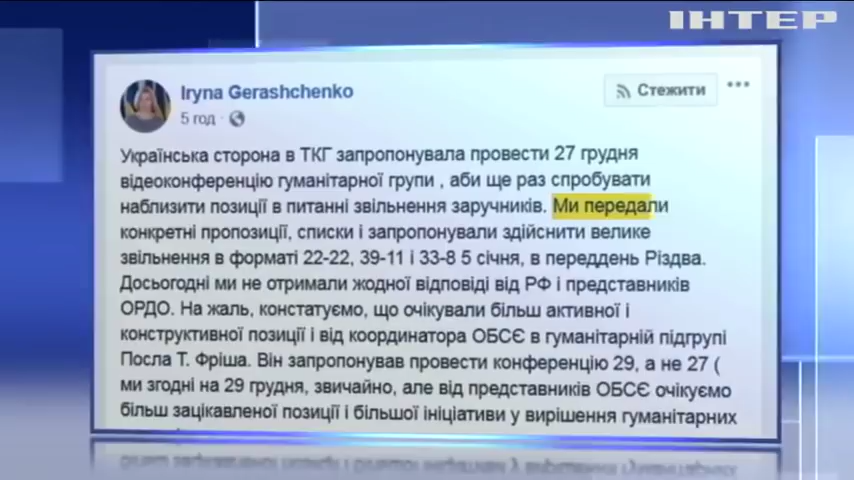 ІНТЕР
Iryna Gerashchenko
Стежити
5 год ·
Українська сторона в ТКГ запропонувала провести 27 грудня
відеоконференцію гуманітарної групи , аби ще раз спробувати
наблизити позиції в питанні звільнення заручників. Ми передали
конкретні пропозиції, списки і запропонували здійснити велике
звільнення в форматі 22-22, 39-11 і 33-8 5 січня, в переддень Різдва.
Досьогодні ми не отримали жодної відповіді від РФ і представників
ОРДО. На жаль, констатуємо, що очікували більш активної і
конструктивної позиції і від координатора ОБСЄ в гуманітарній підгрупі
Посла Т. Фріша. Він запропонував провести конференцію 29, а не 27 (
ми згодні на 29 грудня, звичайно, але від представників ОБСЄ очікуємо
більш зацікавленої позиції і більшої ініціативи у вирішення гуманітарних